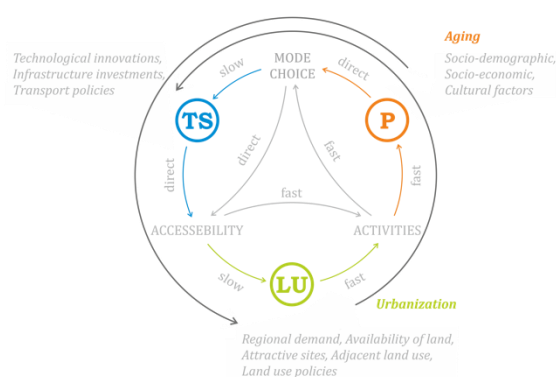 Aging
Technological innovations,
Infrastructure investments,
Transport policies
Socio-demographic,
Socio-economic,
Cultural factors
MODE
CHOICE
slow
direct
TS
P
direct
direct
fast
fast
fast
ACCESSEBILITY
ACTIVITIES
slow
LU
fast
Urbanization
Regional demand, Availability of land,
Attractive sites, Adjacent land use,
Land use policies